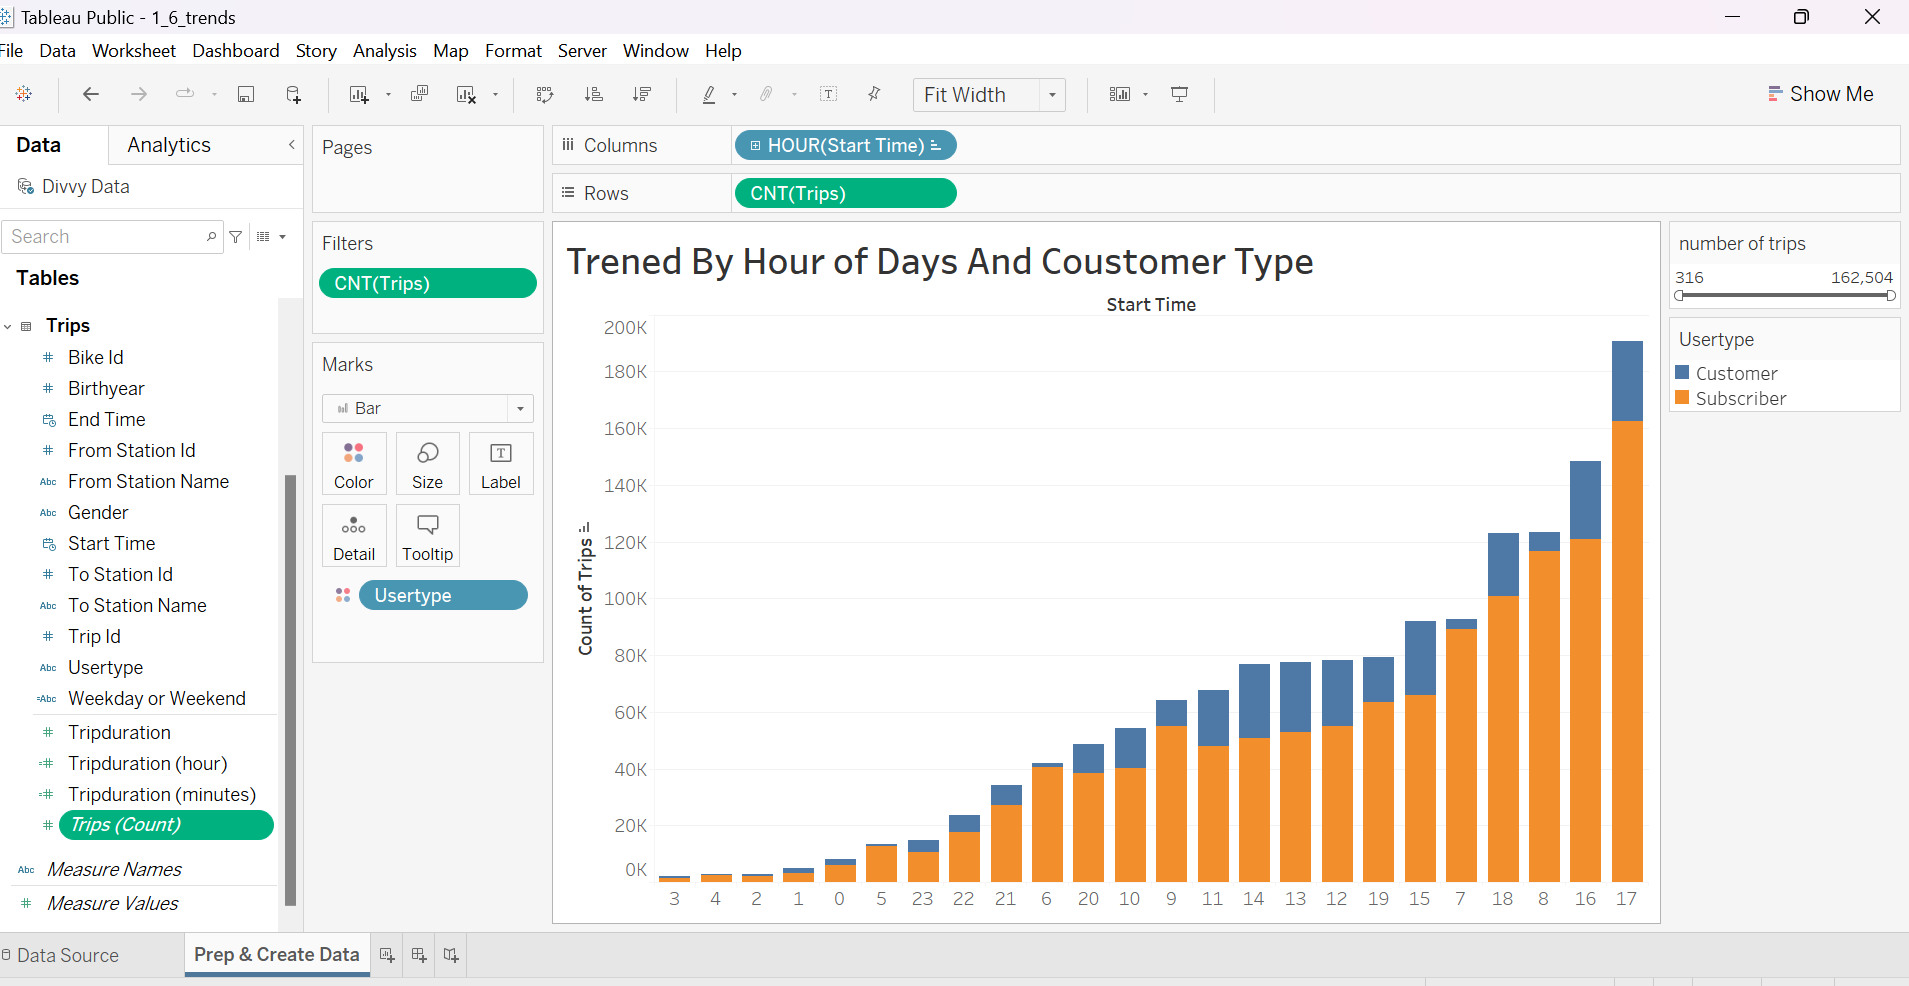 Tableau Public - 1_6_trends
File Data Worksheet Dashboard Story Analysis Map Format Server Window Help
Fit Width
Show Me
Data Analytics
Divvy Data
Search
Tables
Trips
# Bike Id
# Birthyear
End Time
# From Station Id
Abc From Station Name
Abc Gender
Start Time
# To Station Id
Abc To Station Name
# Trip Id
Abc Usertype
=Abc Weekday or Weekend
# Tripduration
=# Tripduration (hour)
=# Tripduration (minutes)
# Trips (Count)
Abc Measure Names
# Measure Values
Pages
Filters
CNT(Trips)
Marks
Bar
Color Size Label
Detail Tooltip
Usertype
Columns HOUR(Start Time)
Rows CNT(Trips)
Trened By Hour of Days And Coustomer Type
Start Time
200K
180K
160K
140K
120K
100K
80K
60K
40K
20K
0K
Count of Trips
3 4 2 1 0 5 23 22 21 6 20 10 9 11 14 13 12 19 15 7 18 8 16 17
number of trips
316 162,504
Usertype
Customer
Subscriber
Data Source Prep & Create Data